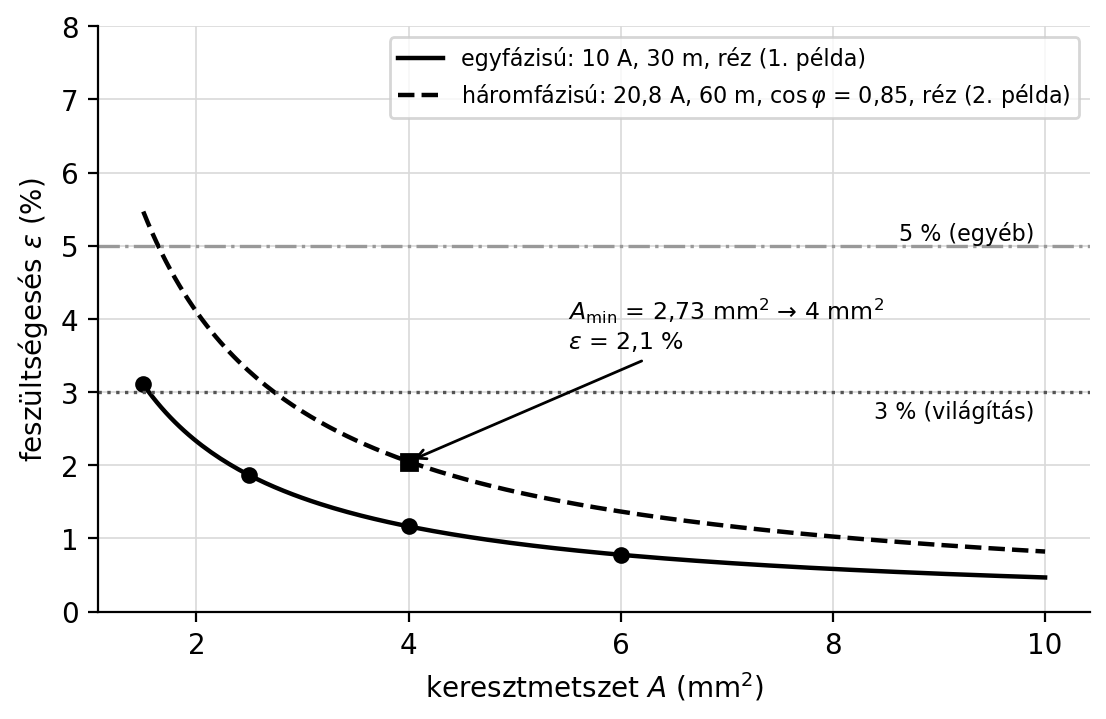 8
7
6
5
4
3
2
1
0
feszültségesés ε (%)
egyfázisú: 10 A, 30 m, réz (1. példa)
háromfázisú: 20,8 A, 60 m, cos φ = 0,85, réz (2. példa)
5 % (egyéb)
A_min = 2,73 mm² → 4 mm²
ε = 2,1 %
3 % (világítás)
2 4 6 8 10
keresztmetszet A (mm²)